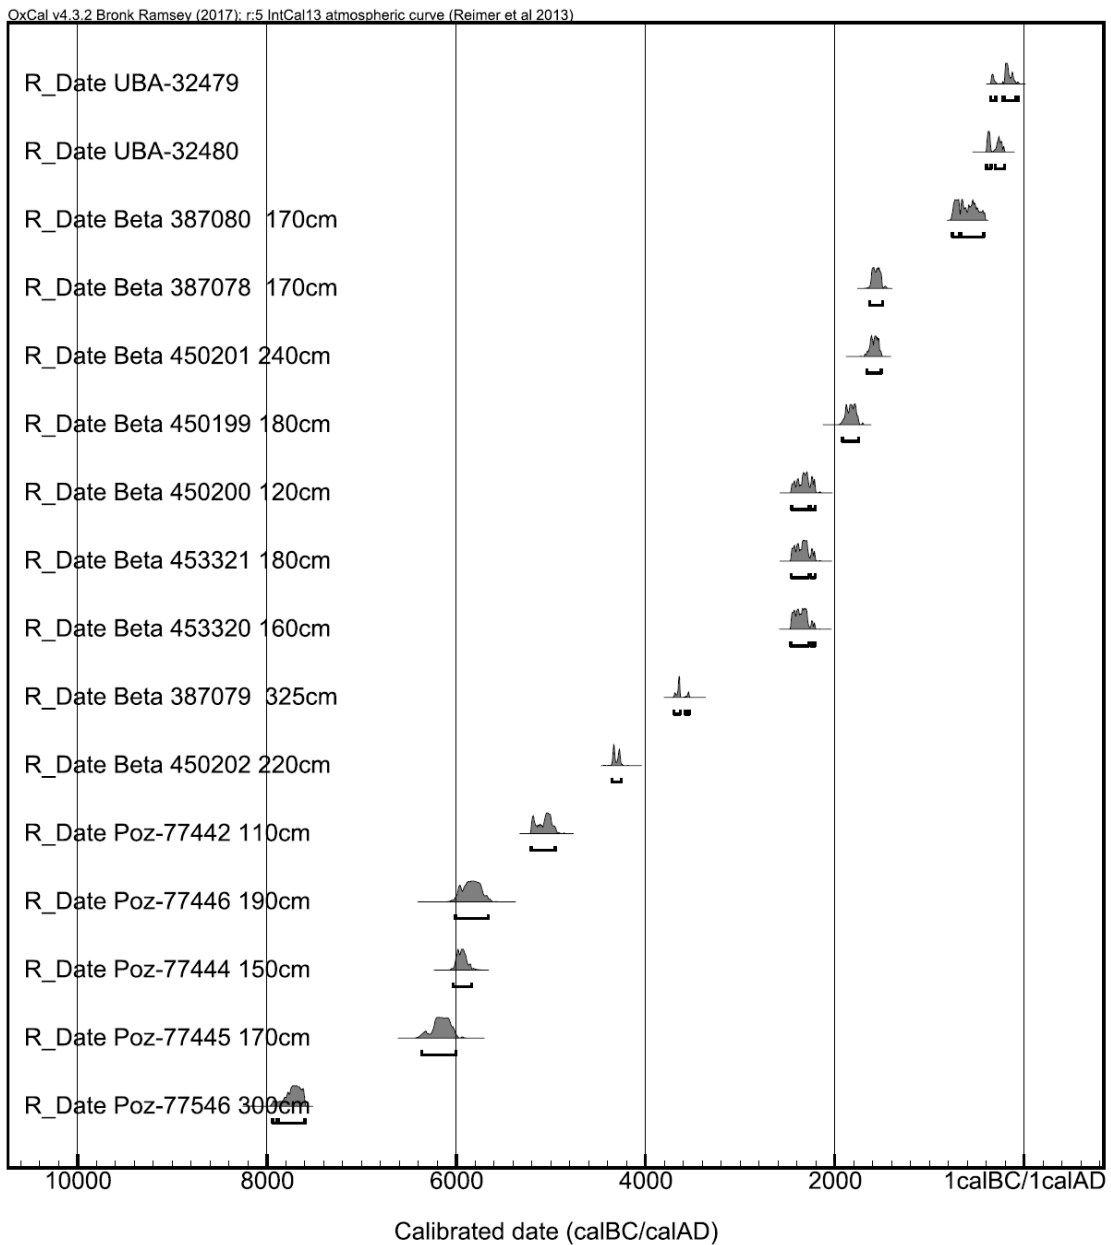 OxCal v4.3.2 Bronk Ramsey (2017); r:5 IntCal13 atmospheric curve (Reimer et al 2013)
R_Date UBA-32479
R_Date UBA-32480
R_Date Beta 387080  170cm
R_Date Beta 387078  170cm
R_Date Beta 450201 240cm
R_Date Beta 450199 180cm
R_Date Beta 450200 120cm
R_Date Beta 453321 180cm
R_Date Beta 453320 160cm
R_Date Beta 387079  325cm
R_Date Beta 450202 220cm
R_Date Poz-77442 110cm
R_Date Poz-77446 190cm
R_Date Poz-77444 150cm
R_Date Poz-77445 170cm
R_Date Poz-77546 300cm
10000 8000 6000 4000 2000 1calBC/1calAD
Calibrated date (calBC/calAD)